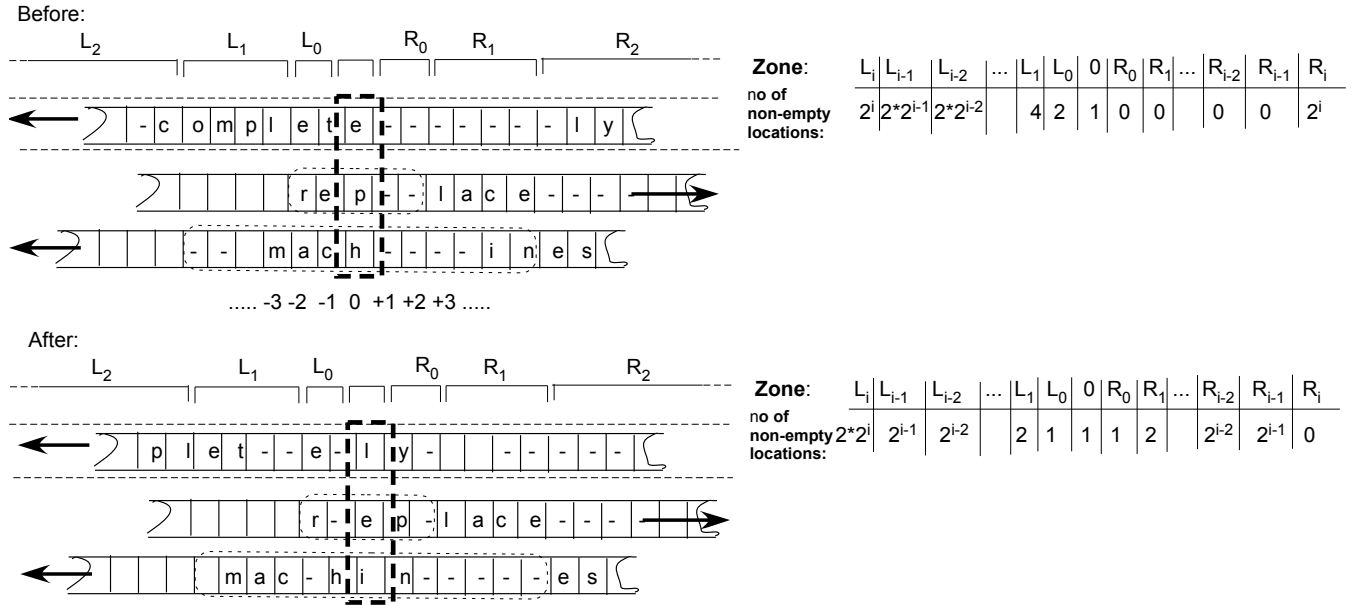 Before:
L₂ L₁ L₀ R₀ R₁ R₂
- c o m p l e t e - - - - - - - l y
r e p - - l a c e - - - -
- - m a c h - - - - i n e s
..... -3 -2 -1 0 +1 +2 +3 .....
Zone: Lᵢ Lᵢ₋₁ Lᵢ₋₂ ... L₁ L₀ 0 R₀ R₁ ... Rᵢ₋₂ Rᵢ₋₁ Rᵢ
no of non-empty locations: 2ⁱ 2*2ⁱ⁻¹ 2*2ⁱ⁻² 4 2 1 0 0 0 0 2ⁱ
After:
L₂ L₁ L₀ R₀ R₁ R₂
p l e t - - e - l y - - - - - -
r - e p - l a c e - - - -
m a c - h i n - - - - - e s
Zone: Lᵢ Lᵢ₋₁ Lᵢ₋₂ ... L₁ L₀ 0 R₀ R₁ ... Rᵢ₋₂ Rᵢ₋₁ Rᵢ
no of non-empty locations: 2*2ⁱ 2ⁱ⁻¹ 2ⁱ⁻² 2 1 1 1 2 2ⁱ⁻² 2ⁱ⁻¹ 0